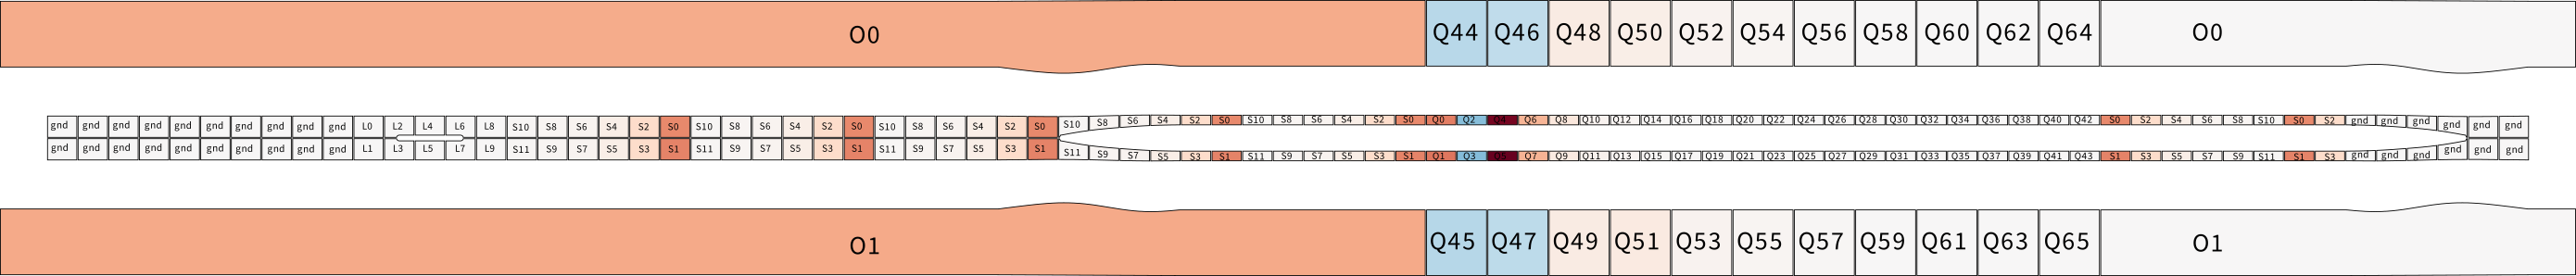 O0 Q44 Q46 Q48 Q50 Q52 Q54 Q56 Q58 Q60 Q62 Q64 O0
gnd gnd gnd gnd gnd gnd gnd gnd gnd gnd L0 L2 L4 L6 L8 S10 S8 S6 S4 S2 S0 S10 S8 S6 S4 S2 S0 S10 S8 S6 S4 S2 S0 S10 S8 S6 S4 S2 S0 S10 S8 S6 S4 S2 S0 Q0 Q2 Q4 Q6 Q8 Q10 Q12 Q14 Q16 Q18 Q20 Q22 Q24 Q26 Q28 Q30 Q32 Q34 Q36 Q38 Q40 Q42 S0 S2 S4 S6 S8 S10 S0 S2 gnd gnd gnd gnd gnd gnd
gnd gnd gnd gnd gnd gnd gnd gnd gnd gnd L1 L3 L5 L7 L9 S11 S9 S7 S5 S3 S1 S11 S9 S7 S5 S3 S1 S11 S9 S7 S5 S3 S1 S11 S9 S7 S5 S3 S1 S11 S9 S7 S5 S3 S1 Q1 Q3 Q7 Q9 Q11 Q13 Q15 Q17 Q19 Q21 Q23 Q25 Q27 Q29 Q31 Q33 Q35 Q37 Q39 Q41 Q43 S1 S3 S5 S7 S9 S11 S1 S3 gnd gnd gnd gnd gnd gnd
O1 Q45 Q47 Q49 Q51 Q53 Q55 Q57 Q59 Q61 Q63 Q65 O1